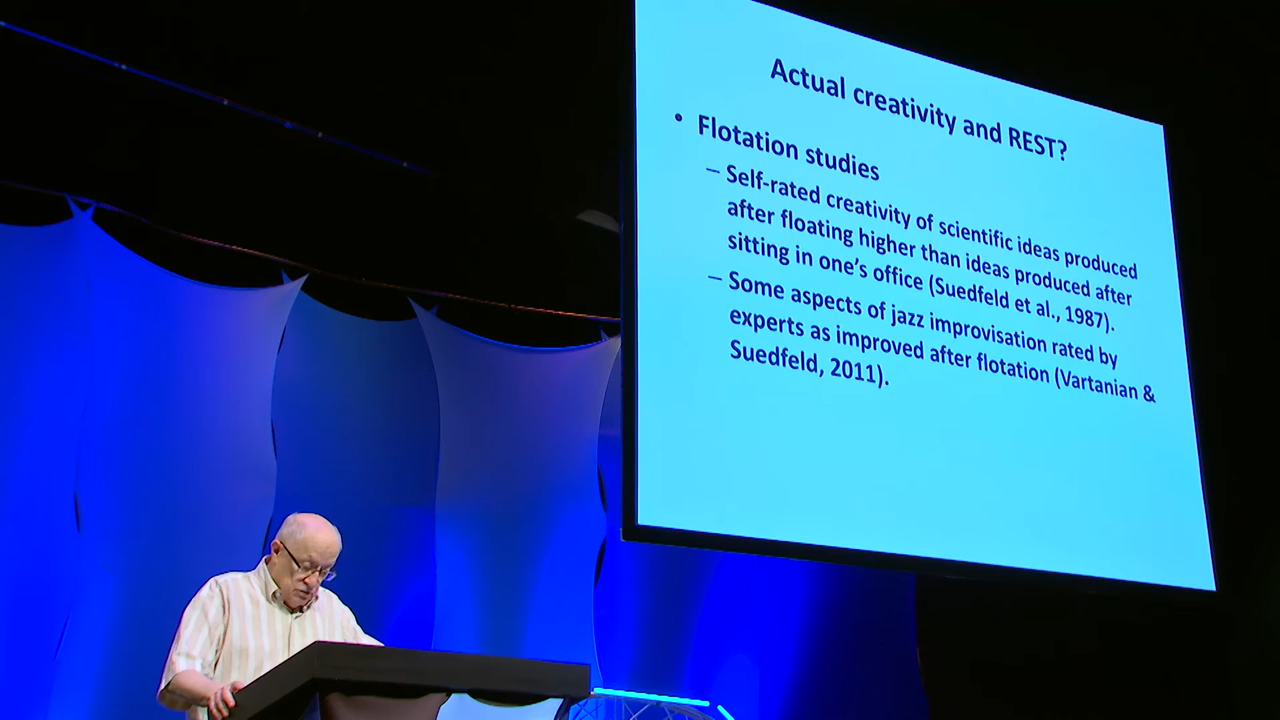 Actual creativity and REST?
• Flotation studies
– Self-rated creativity of scientific ideas produced
after floating higher than ideas produced after
sitting in one's office (Suedfeld et al., 1987).
– Some aspects of jazz improvisation rated by
experts as improved after flotation (Vartanian &
Suedfeld, 2011).